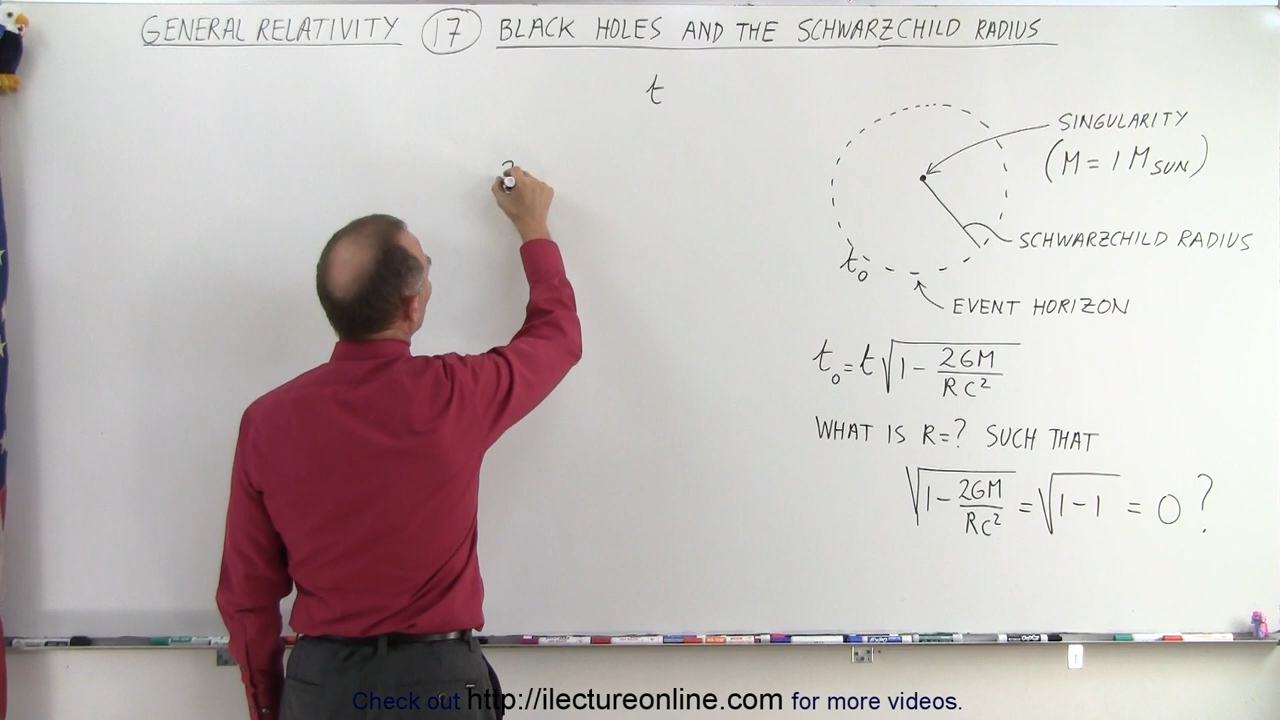 GENERAL RELATIVITY 17 BLACK HOLES AND THE SCHWARZCHILD RADIUS
t
SINGULARITY
(M = 1 M_SUN)
SCHWARZCHILD RADIUS
t₀
EVENT HORIZON
t₀ = t √(1 - 2GM/RC²)
WHAT IS R=? SUCH THAT
√(1 - 2GM/RC²) = √(1-1) = 0 ?
Check out http://ilectureonline.com for more videos.